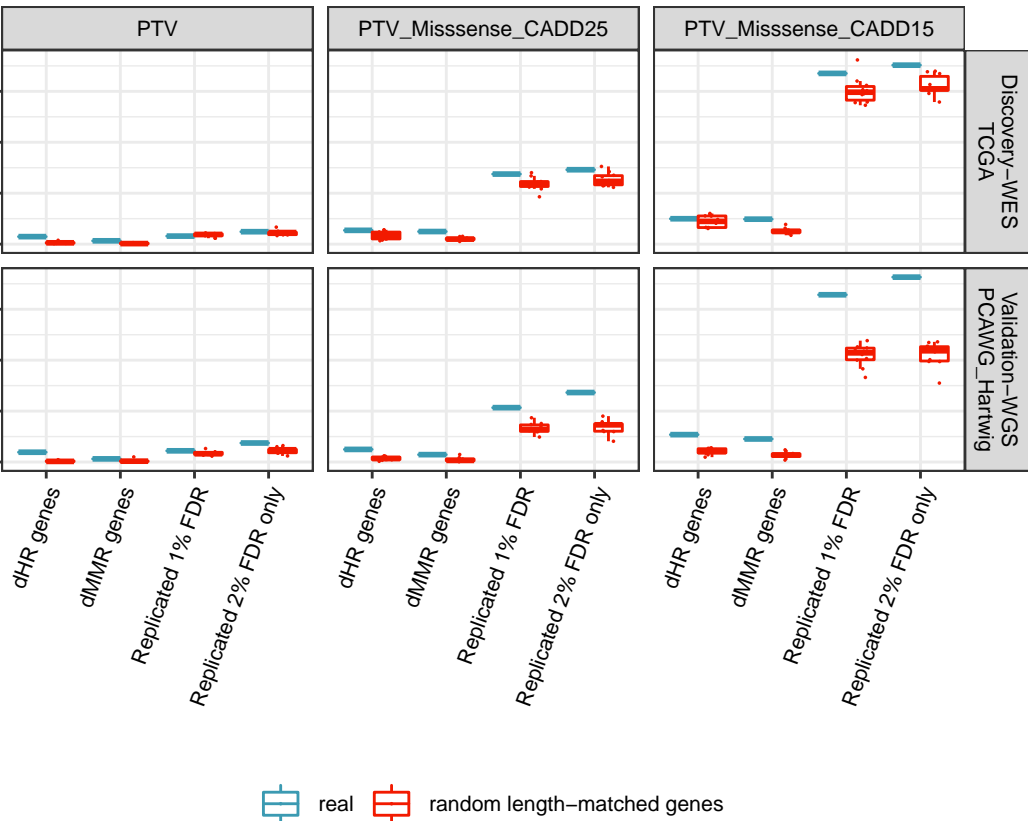 PTV
PTV_Misssense_CADD25
PTV_Misssense_CADD15
Discovery−WES
TCGA
Validation−WGS
PCAWG_Hartwig
dHR genes
dMMR genes
Replicated 1% FDR
Replicated 2% FDR only
dHR genes
dMMR genes
Replicated 1% FDR
Replicated 2% FDR only
dHR genes
dMMR genes
Replicated 1% FDR
Replicated 2% FDR only
real
random length−matched genes